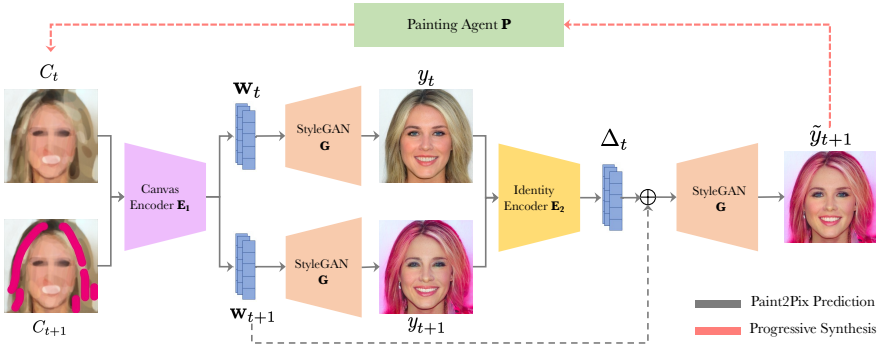 Painting Agent P
C_t
w_t
y_t
StyleGAN
G
Δ_t
ỹ_{t+1}
Canvas
Encoder E₁
Identity
Encoder E₂
StyleGAN
G
StyleGAN
G
C_{t+1}
w_{t+1}
y_{t+1}
Paint2Pix Prediction
Progressive Synthesis